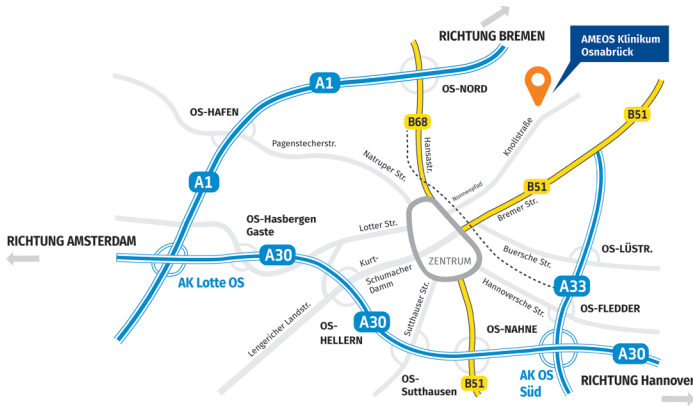 RICHTUNG BREMEN
AMEOS Klinikum
Osnabrück
A1
OS-NORD
OS-HAFEN
B68
B51
Pagenstecherstr.
Hansastr.
Knollstraße
Natruper Str.
A1
Nonnenpfad
B51
Bremer Str.
OS-Hasbergen
Gaste
Lotter Str.
RICHTUNG AMSTERDAM
A30
Kurt-
Schumacher
Damm
ZENTRUM
Buersche Str.
OS-LÜSTR.
AK Lotte OS
A33
Hannoversche Str.
OS-FLEDDER
Lengericher Landstr.
Sutthauser Str.
A30
OS-
HELLERN
OS-NAHNE
A30
AK OS
Süd
OS-
Sutthausen
B51
RICHTUNG Hannover